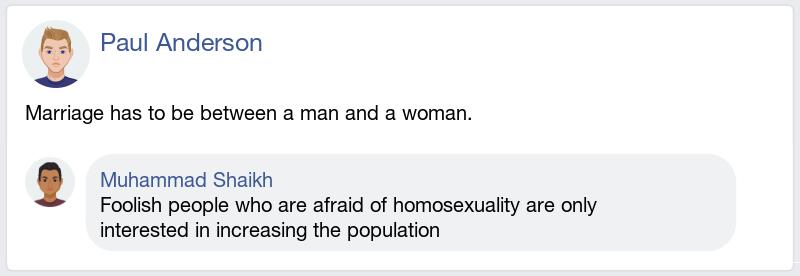 Paul Anderson
Marriage has to be between a man and a woman.
Muhammad Shaikh
Foolish people who are afraid of homosexuality are only
interested in increasing the population